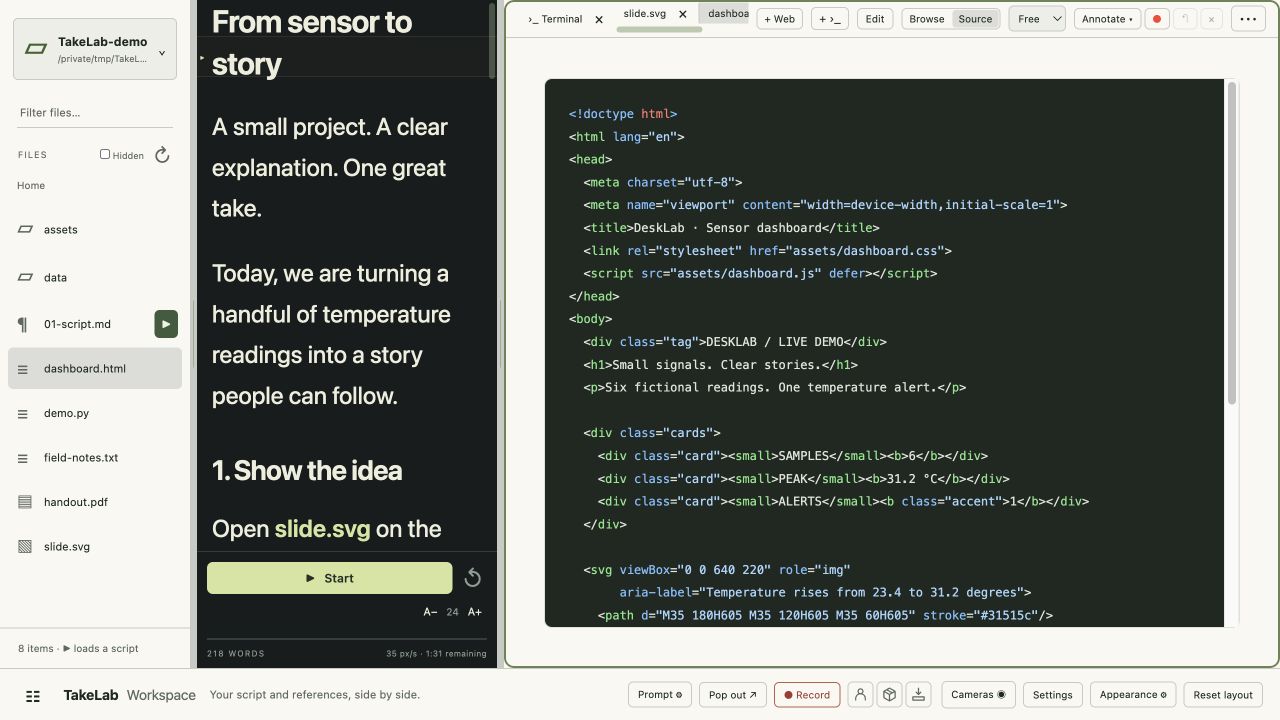 TakeLab-demo
/private/tmp/TakeL...
Filter files...
FILES
Hidden
Home
assets
data
01-script.md
dashboard.html
demo.py
field-notes.txt
handout.pdf
slide.svg
8 items · ▶ loads a script
From sensor to
story
A small project. A clear
explanation. One great
take.
Today, we are turning a
handful of temperature
readings into a story
people can follow.
1. Show the idea
Open slide.svg on the
▶ Start
A− 24 A+
218 WORDS
35 px/s · 1:31 remaining
>_ Terminal ×
slide.svg ×
dashboa
+ Web
+ >_
Edit
Browse
Source
Free
Annotate
<!doctype html>
<html lang="en">
<head>
<meta charset="utf-8">
<meta name="viewport" content="width=device-width,initial-scale=1">
<title>DeskLab · Sensor dashboard</title>
<link rel="stylesheet" href="assets/dashboard.css">
<script src="assets/dashboard.js" defer></script>
</head>
<body>
<div class="tag">DESKLAB / LIVE DEMO</div>
<h1>Small signals. Clear stories.</h1>
<p>Six fictional readings. One temperature alert.</p>
<div class="cards">
<div class="card"><small>SAMPLES</small><b>6</b></div>
<div class="card"><small>PEAK</small><b>31.2 °C</b></div>
<div class="card"><small>ALERTS</small><b class="accent">1</b></div>
</div>
<svg viewBox="0 0 640 220" role="img"
aria-label="Temperature rises from 23.4 to 31.2 degrees">
<path d="M35 180H605 M35 120H605 M35 60H605" stroke="#31515c"/>
TakeLab Workspace
Your script and references, side by side.
Prompt
Pop out ↗
Record
Cameras
Settings
Appearance
Reset layout